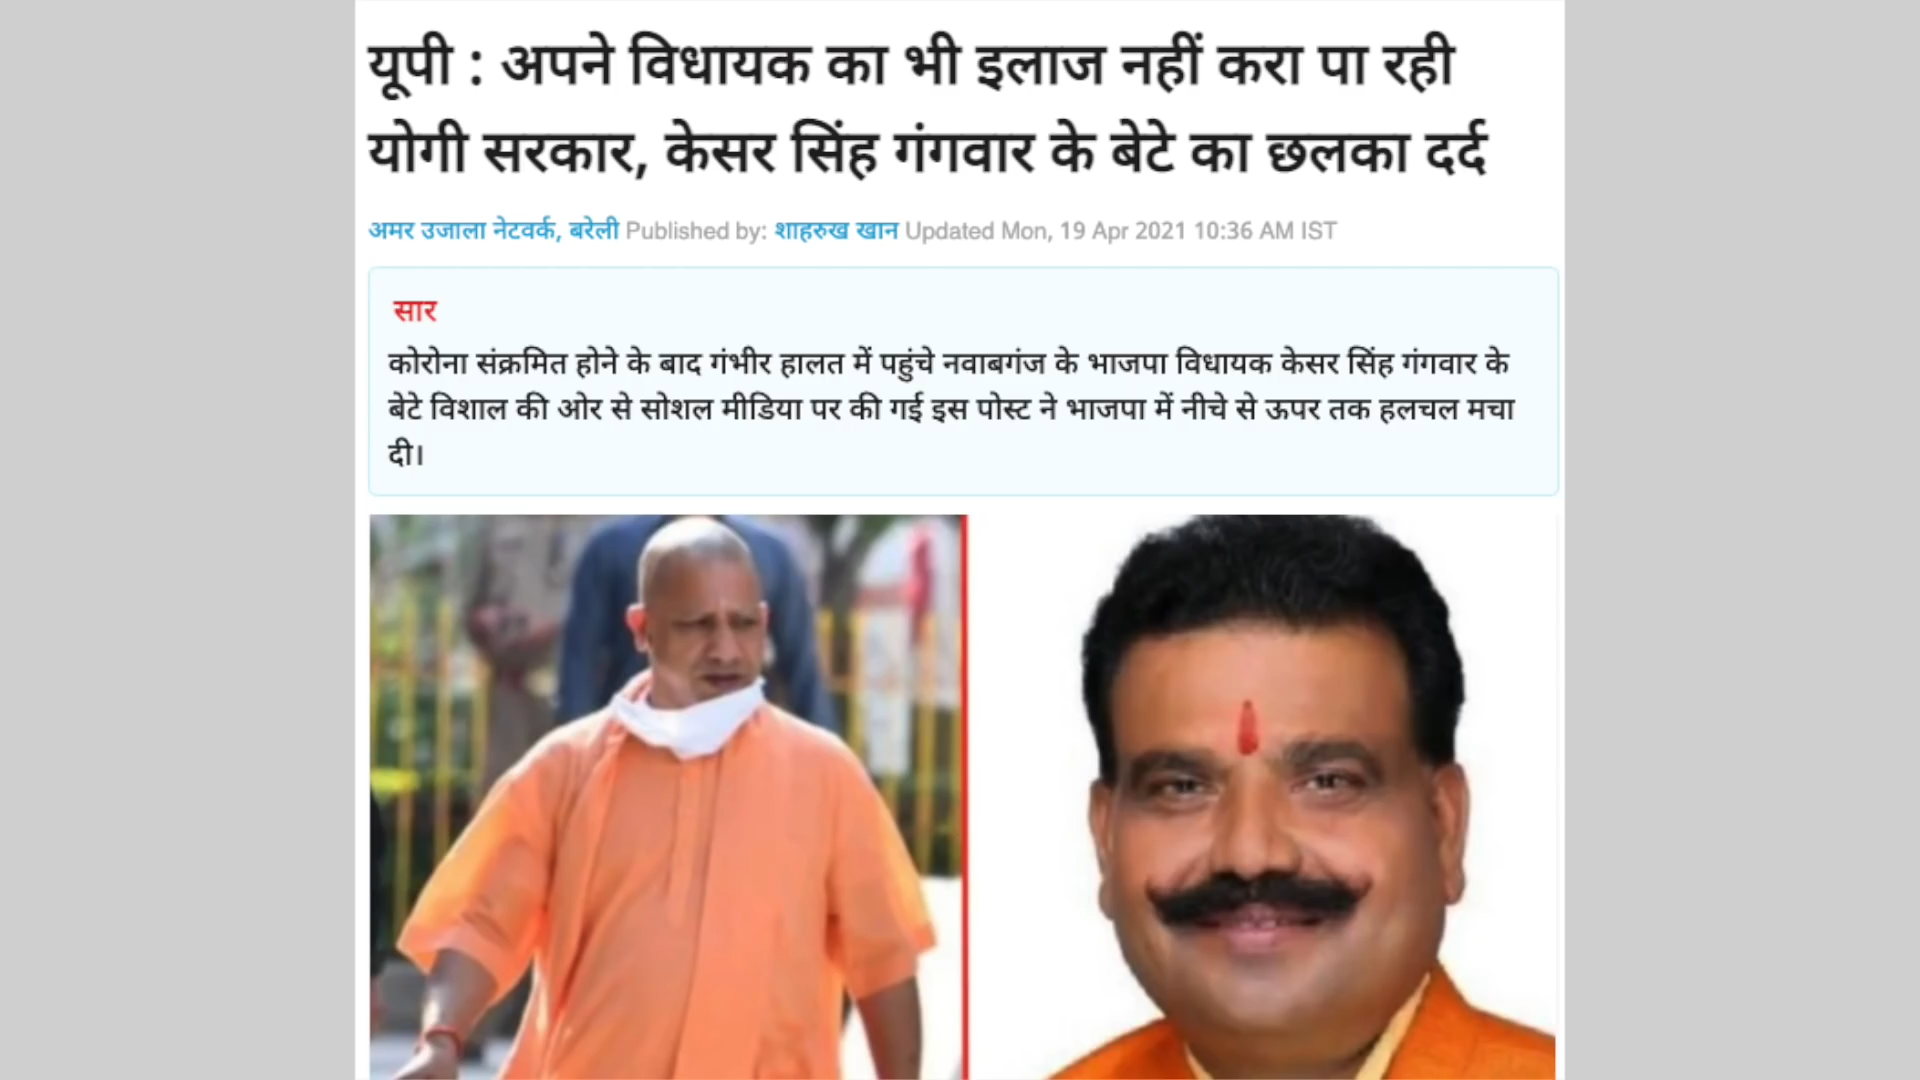 यूपी : अपने विधायक का भी इलाज नहीं करा पा रही
योगी सरकार, केसर सिंह गंगवार के बेटे का छलका दर्द
अमर उजाला नेटवर्क, बरेली Published by: शाहरुख खान Updated Mon, 19 Apr 2021 10:36 AM IST
सार
कोरोना संक्रमित होने के बाद गंभीर हालत में पहुंचे नवाबगंज के भाजपा विधायक केसर सिंह गंगवार के
बेटे विशाल की ओर से सोशल मीडिया पर की गई इस पोस्ट ने भाजपा में नीचे से ऊपर तक हलचल मचा
दी।